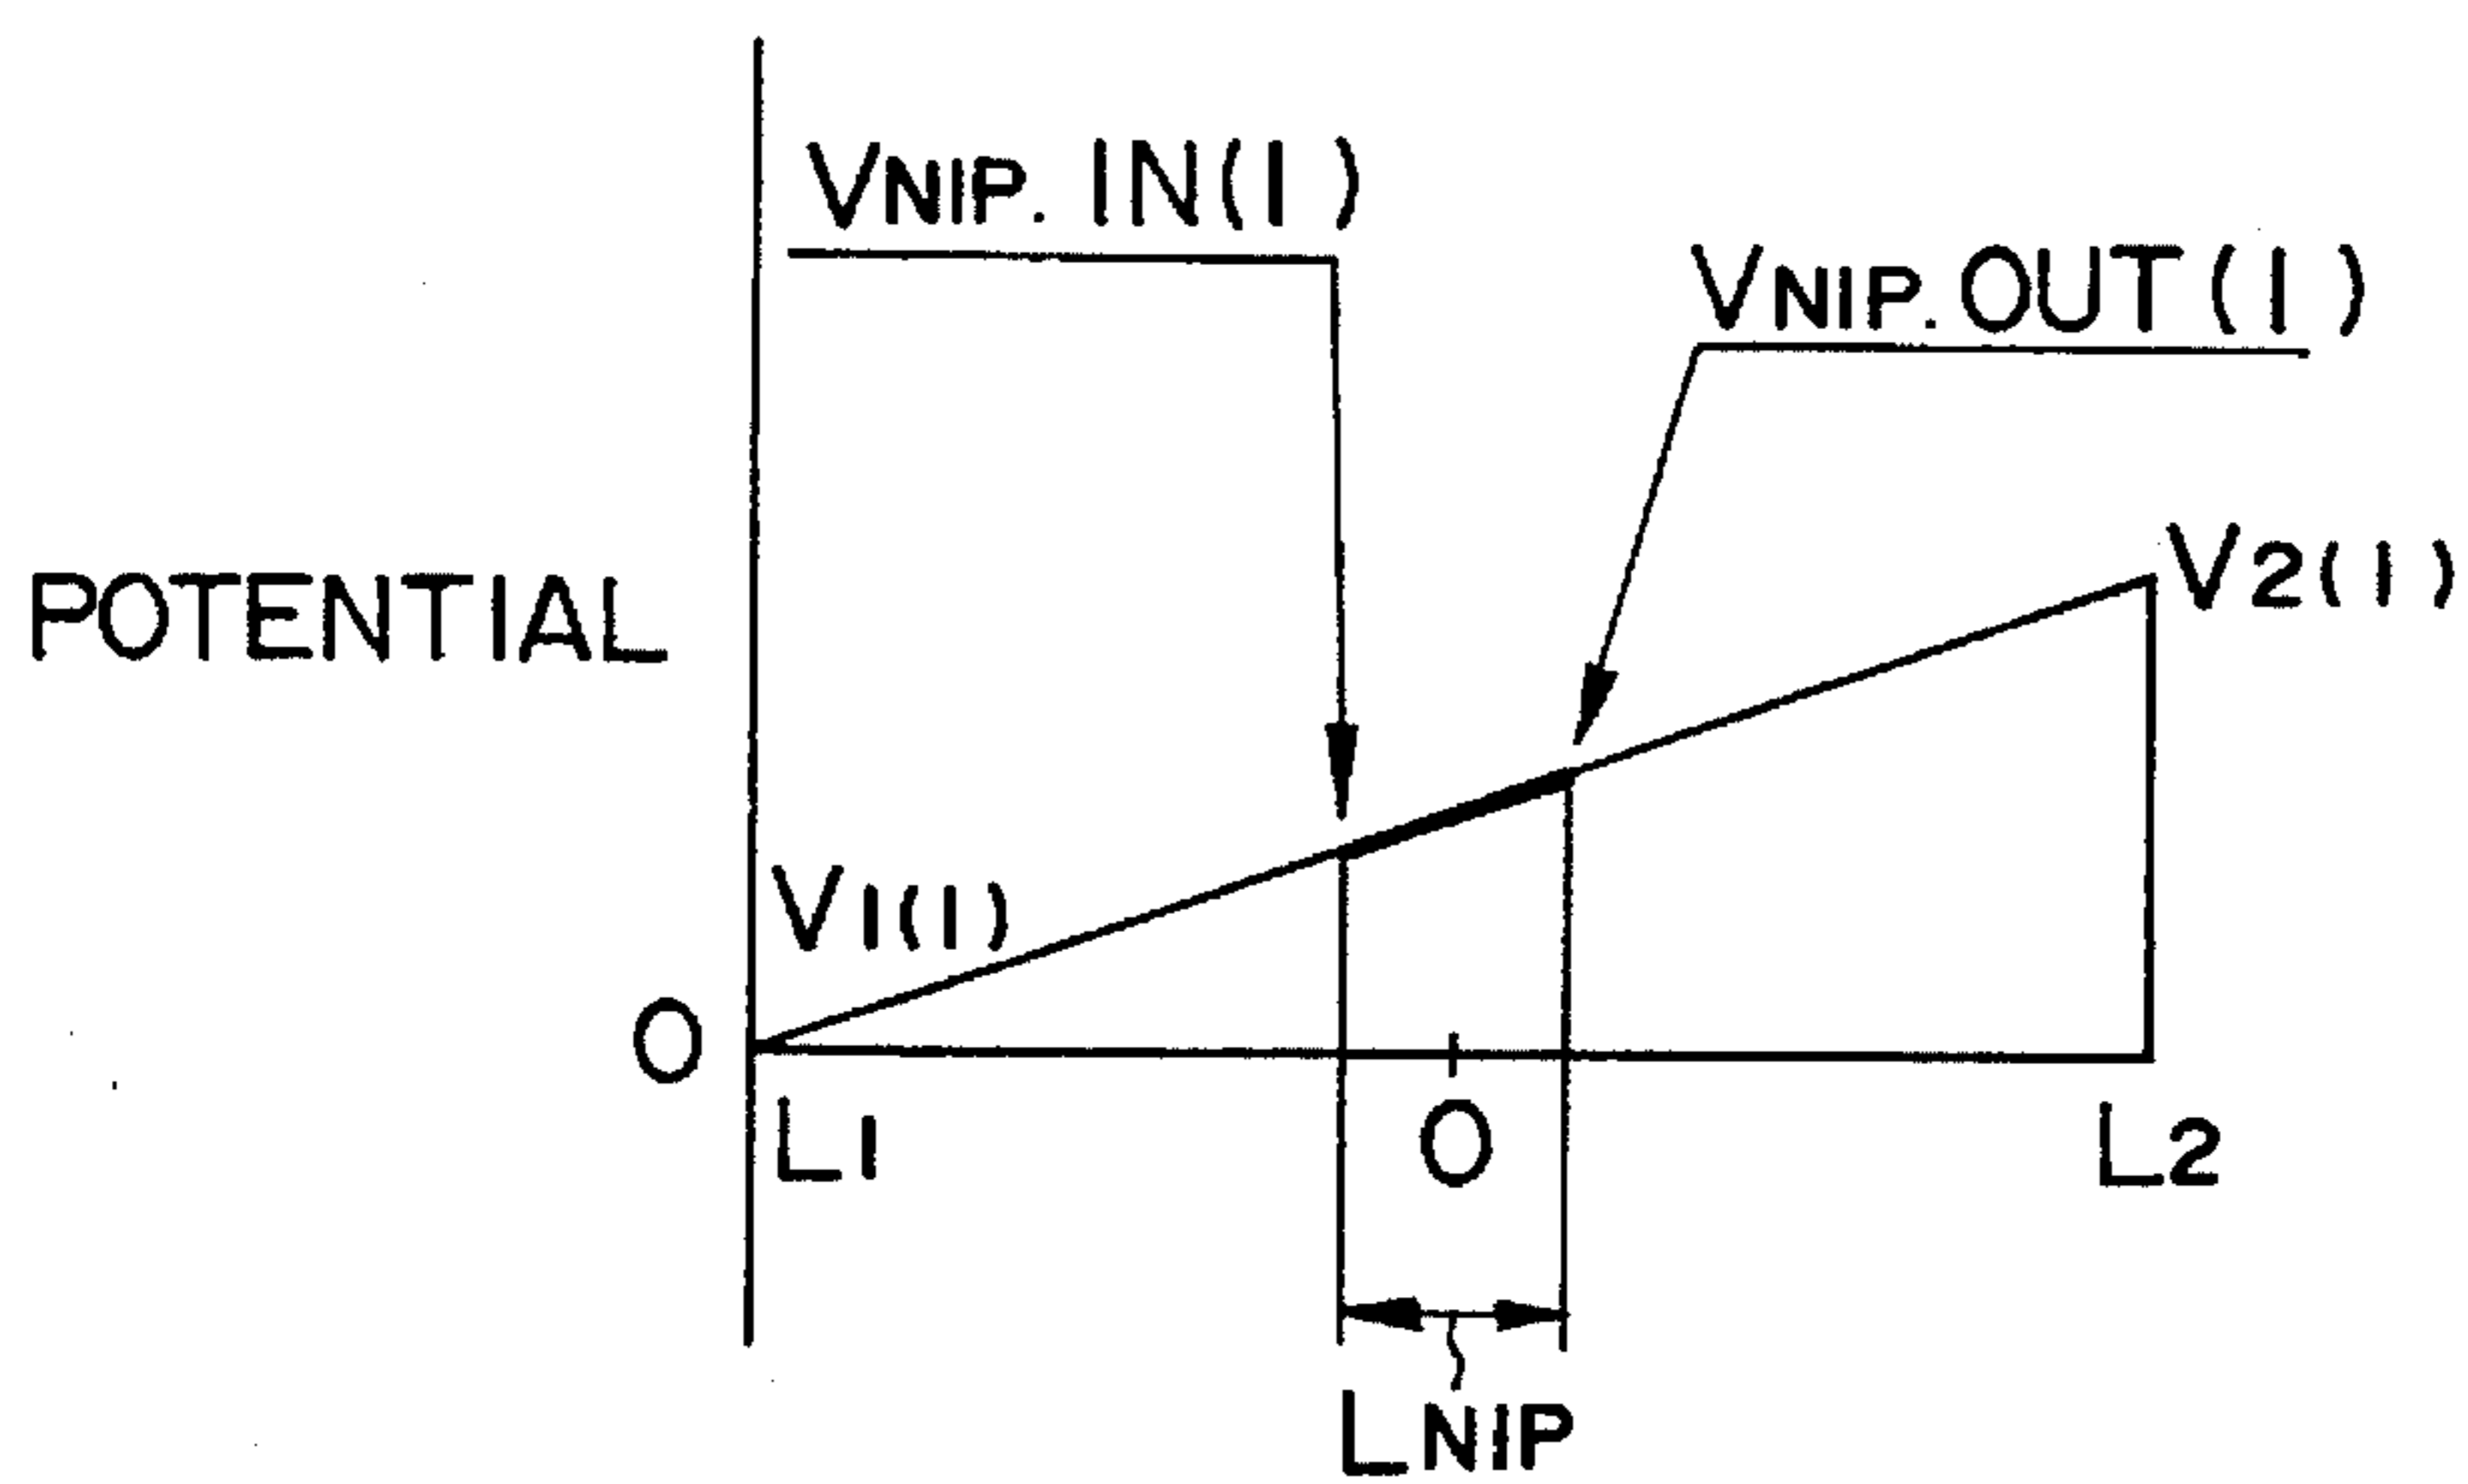 VNIP. IN(1)
VNIP. OUT(1)
POTENTIAL
V2(1)
V1(1)
0
L1
0
L2
LNIP